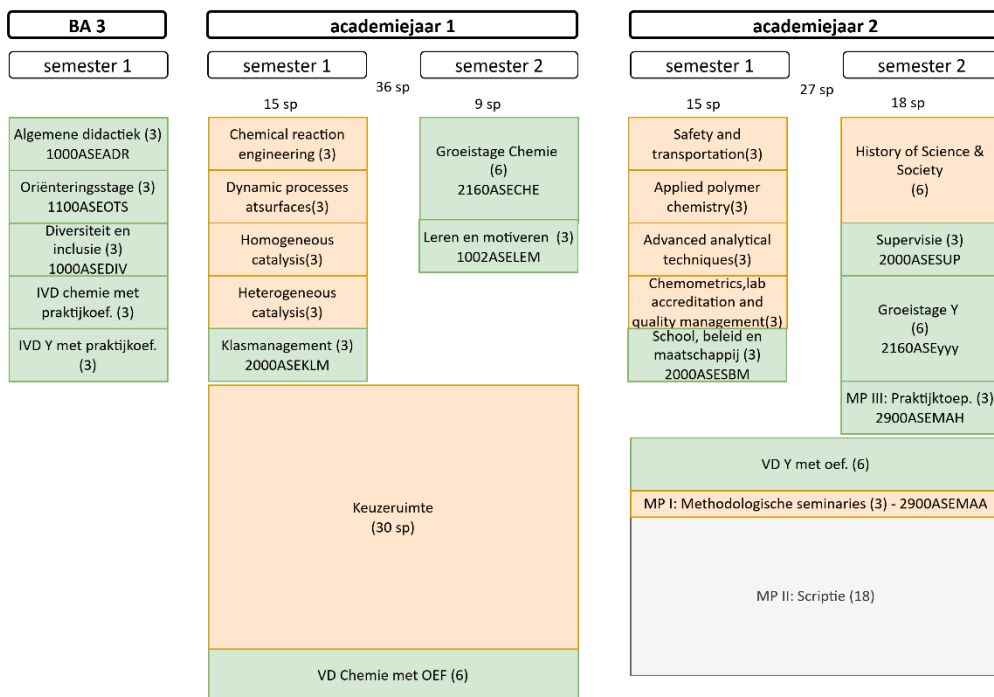 BA 3
academiejaar 1
academiejaar 2
semester 1
semester 1
semester 2
semester 1
semester 2
36 sp
27 sp
15 sp
9 sp
15 sp
18 sp
Algemene didactiek (3)
1000ASEADR
Oriënteringsstage (3)
1100ASEOTS
Diversiteit en
inclusie (3)
1000ASEDIV
IVD chemie met
praktijkoef. (3)
IVD Y met praktijkoef.
(3)
Chemical reaction
engineering (3)
Dynamic processes
atsurfaces(3)
Homogeneous
catalysis(3)
Heterogeneous
catalysis(3)
Klasmanagement (3)
2000ASEKLM
Groeistage Chemie
(6)
2160ASECHE
Leren en motiveren (3)
1002ASELEM
Keuzeruimte
(30 sp)
VD Chemie met OEF (6)
Safety and
transportation(3)
Applied polymer
chemistry(3)
Advanced analytical
techniques(3)
Chemometrics,lab
accreditation and
quality management(3)
School, beleid en
maatschappij (3)
2000ASESBM
History of Science &
Society
(6)
Supervisie (3)
2000ASESUP
Groeistage Y
(6)
2160ASEyyy
MP III: Praktijktoep. (3)
2900ASEMAH
VD Y met oef. (6)
MP I: Methodologische seminaries (3) - 2900ASEMAA
MP II: Scriptie (18)